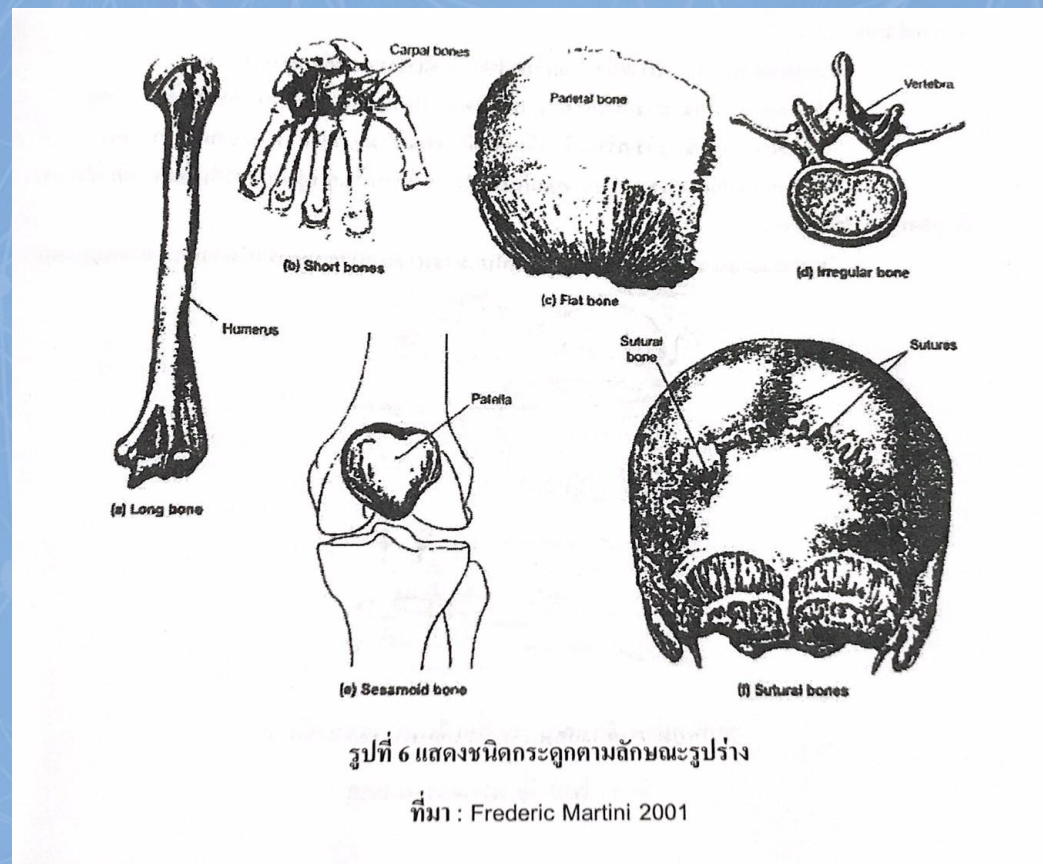 Carpal bones
(b) Short bones
Parietal bone
(c) Flat bone
Vertebra
(d) Irregular bone
Humerus
(a) Long bone
Patella
(e) Sesamoid bone
Sutural
bone
Sutures
(f) Sutural bones
รูปที่ 6 แสดงชนิดกระดูกตามลักษณะรูปร่าง
ที่มา : Frederic Martini 2001